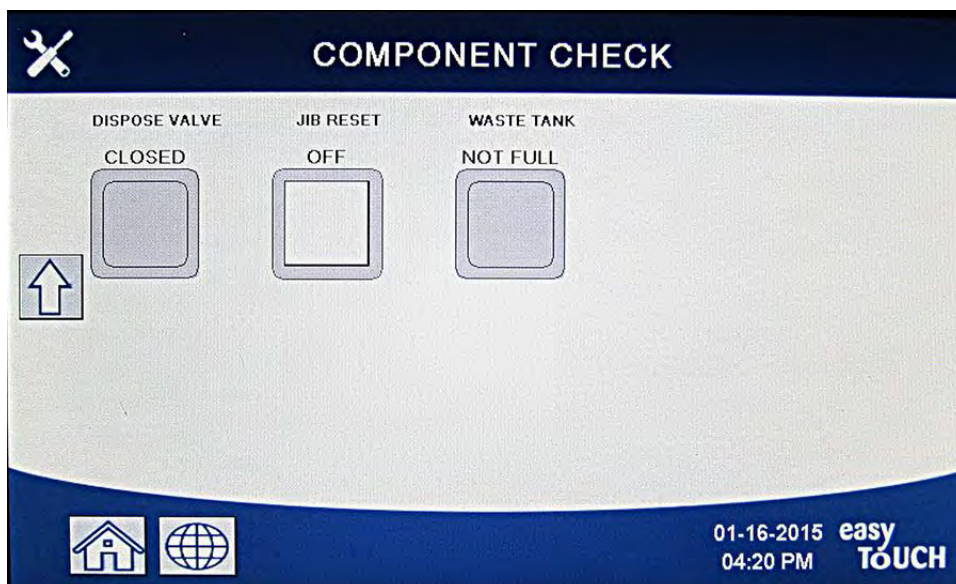 COMPONENT CHECK
DISPOSE VALVE JIB RESET WASTE TANK
CLOSED OFF NOT FULL
01-16-2015 easy
04:20 PM TOUCH